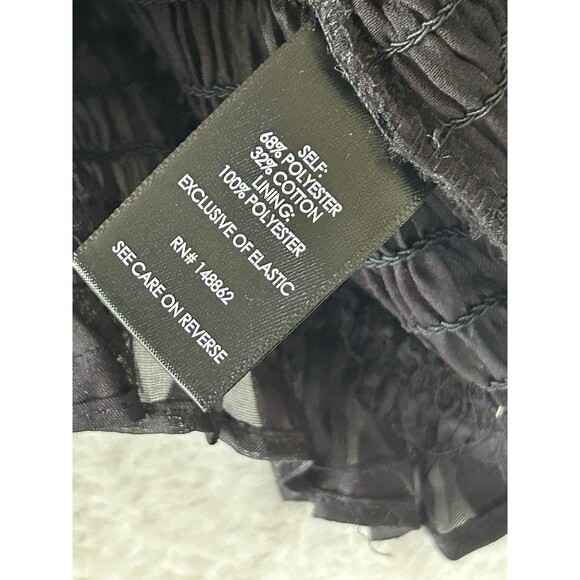 SELF:
68% POLYESTER
32% COTTON
LINING:
100% POLYESTER
EXCLUSIVE OF ELASTIC
RN# 148862
SEE CARE ON REVERSE